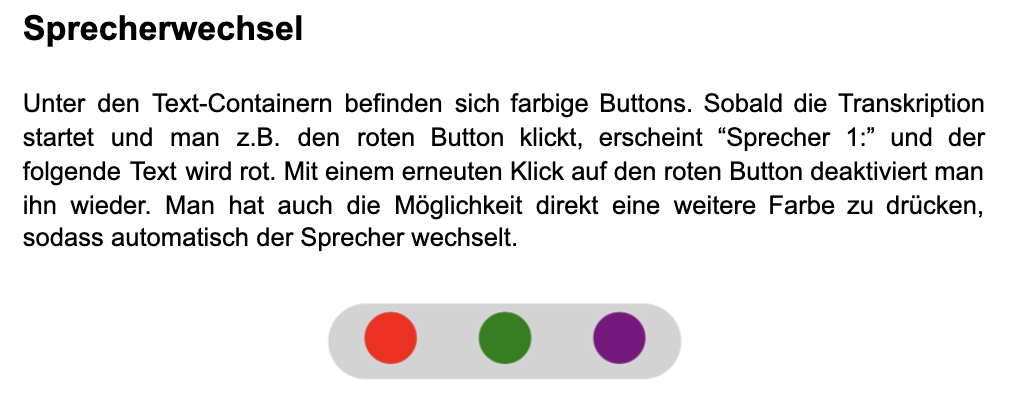 Sprecherwechsel
Unter den Text-Containern befinden sich farbige Buttons. Sobald die Transkription
startet und man z.B. den roten Button klickt, erscheint “Sprecher 1:” und der
folgende Text wird rot. Mit einem erneuten Klick auf den roten Button deaktiviert man
ihn wieder. Man hat auch die Möglichkeit direkt eine weitere Farbe zu drücken,
sodass automatisch der Sprecher wechselt.